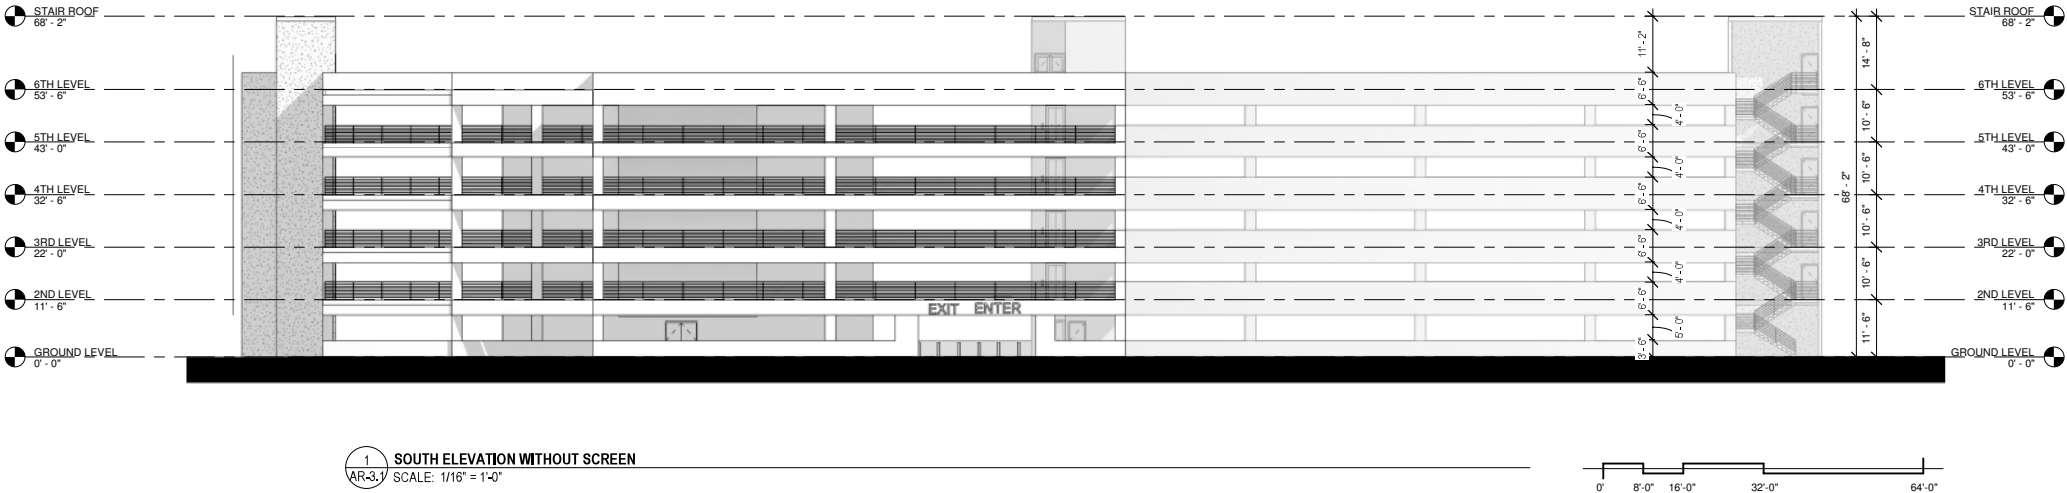 STAIR ROOF
68' - 2"
6TH LEVEL
53' - 6"
5TH LEVEL
43' - 0"
4TH LEVEL
32' - 6"
3RD LEVEL
22' - 0"
2ND LEVEL
11' - 6"
GROUND LEVEL
0' - 0"
EXIT ENTER
11' - 2"
6' - 6"
4' - 0"
6' - 6"
4' - 0"
6' - 6"
4' - 0"
6' - 6"
4' - 0"
6' - 6"
5' - 0"
3' - 6"
68' - 2"
14' - 8"
10' - 6"
10' - 6"
10' - 6"
10' - 6"
11' - 6"
STAIR ROOF
68' - 2"
6TH LEVEL
53' - 6"
5TH LEVEL
43' - 0"
4TH LEVEL
32' - 6"
3RD LEVEL
22' - 0"
2ND LEVEL
11' - 6"
GROUND LEVEL
0' - 0"
1
AR-3.1
SOUTH ELEVATION WITHOUT SCREEN
SCALE: 1/16" = 1'-0"
0' 8'-0" 16'-0" 32'-0" 64'-0"